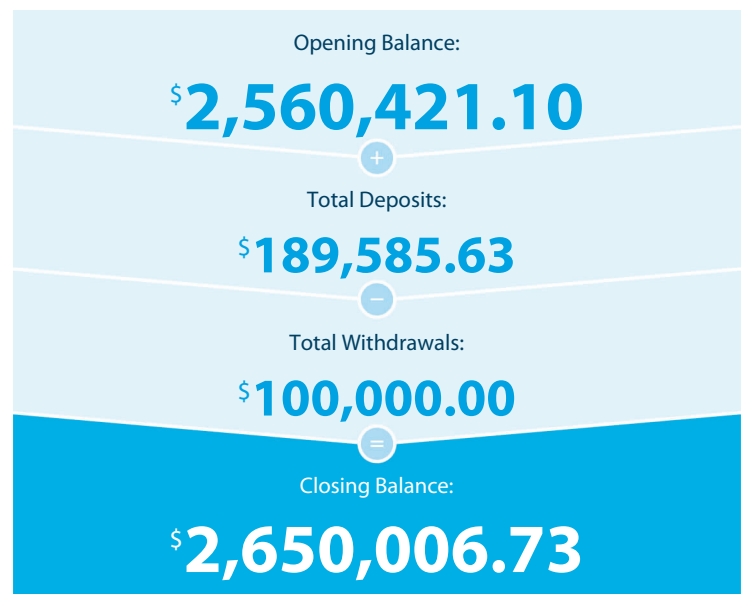 Opening Balance:
$2,560,421.10
+
Total Deposits:
$189,585.63
−
Total Withdrawals:
$100,000.00
=
Closing Balance:
$2,650,006.73